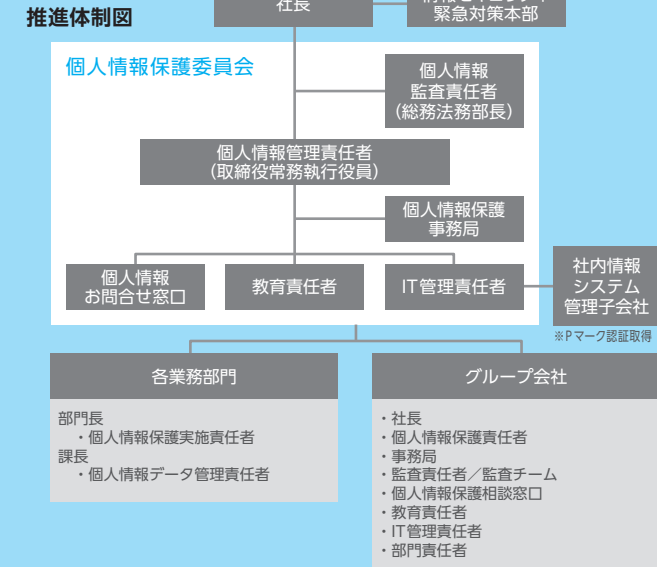 推進体制図
社長
緊急対策本部
個人情報保護委員会
個人情報
監査責任者
（総務法務部長）
個人情報管理責任者
（取締役常務執行役員）
個人情報保護
事務局
個人情報
お問合せ窓口
教育責任者
IT管理責任者
社内情報
システム
管理子会社
※Pマーク認証取得
各業務部門
部門長
・個人情報保護実施責任者
課長
・個人情報データ管理責任者
グループ会社
・社長
・個人情報保護責任者
・事務局
・監査責任者／監査チーム
・個人情報保護相談窓口
・教育責任者
・IT管理責任者
・部門責任者